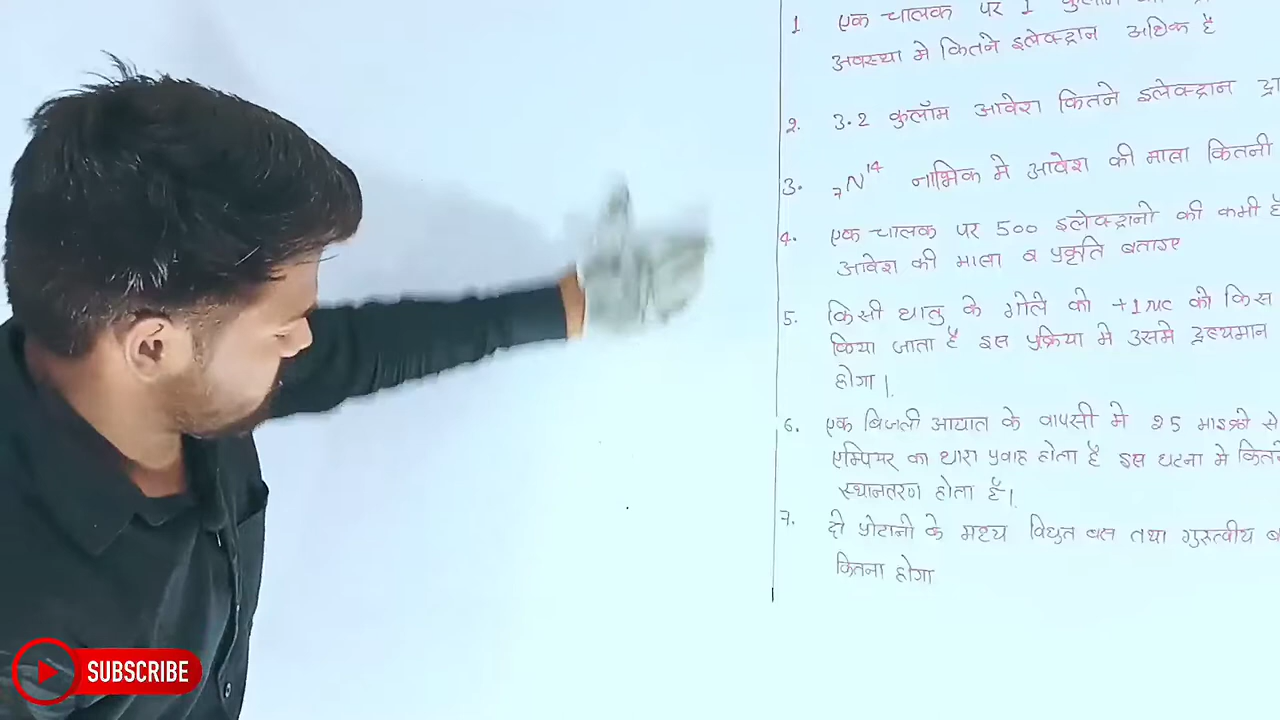 1 एक चालक पर 1
अवस्था मे कितने इलेक्ट्रान अधिक है
2. 3.2 कुलॉम आवेश कितने इलेक्ट्रान
3. ₇N¹⁴ नाभिक मे आवेश की मात्रा कितनी
4. एक चालक पर 500 इलेक्ट्रानो की कमी है
आवेश की मात्रा व प्रकृति बताइए
5. किसी धातु के गोले को +1μc को किस
किया जाता है इस प्रक्रिया मे उसमे द्रव्यमान
होगा।
6. एक बिजली आघात के वापसी मे 25 माइक्रो से
एम्पियर का धारा प्रवाह होता है इस घटना मे
स्थानतरण होता है।
7. दो प्रोटानो के मध्य विद्युत बल तथा गुरुत्वीय
कितना होगा
SUBSCRIBE